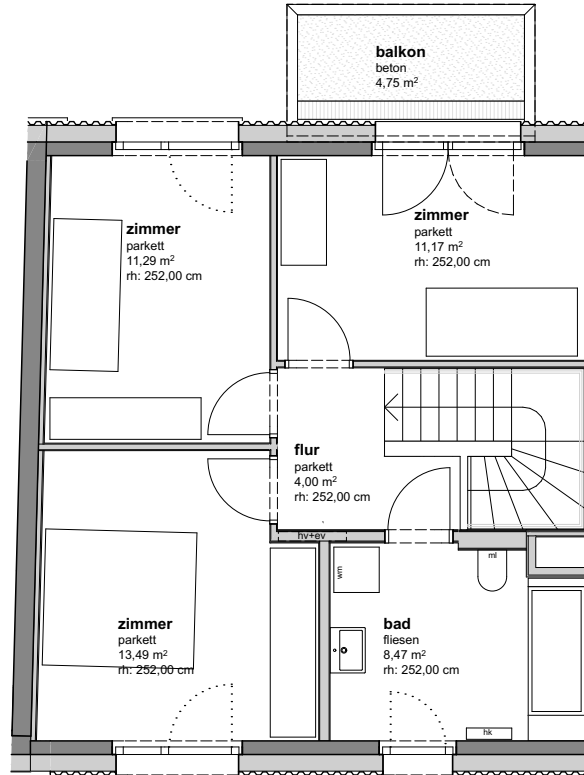 balkon
beton
4,75 m²
zimmer
parkett
11,29 m²
rh: 252,00 cm
zimmer
parkett
11,17 m²
rh: 252,00 cm
flur
parkett
4,00 m²
rh: 252,00 cm
hv+ev
wm
ml
zimmer
parkett
13,49 m²
rh: 252,00 cm
bad
fliesen
8,47 m²
rh: 252,00 cm
hk